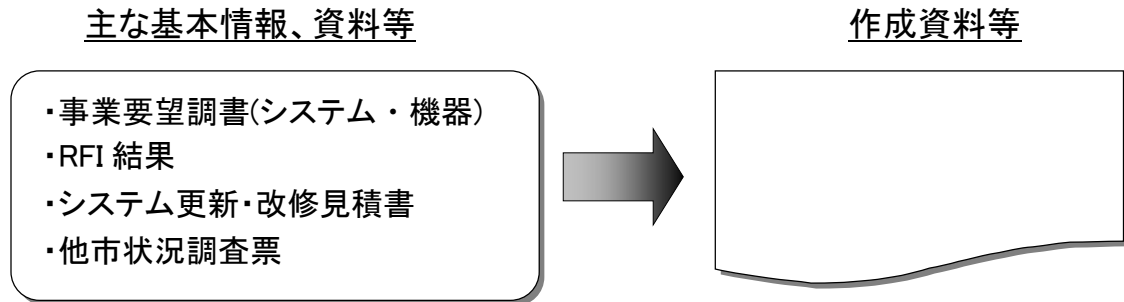 主な基本情報、資料等
作成資料等
・事業要望調書(システム・機器)
・RFI 結果
・システム更新・改修見積書
・他市状況調査票